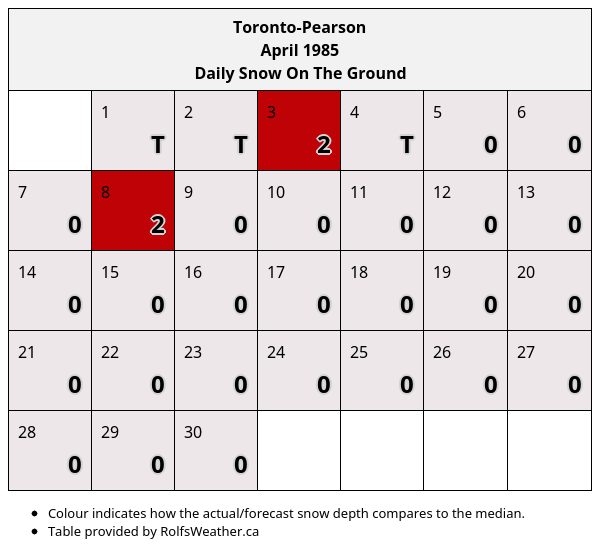 Toronto-Pearson
April 1985
Daily Snow On The Ground
1 2 3 4 5 6
T T 2 T 0 0
7 8 9 10 11 12 13
0 2 0 0 0 0 0
14 15 16 17 18 19 20
0 0 0 0 0 0 0
21 22 23 24 25 26 27
0 0 0 0 0 0 0
28 29 30
0 0 0
• Colour indicates how the actual/forecast snow depth compares to the median.
• Table provided by RolfsWeather.ca